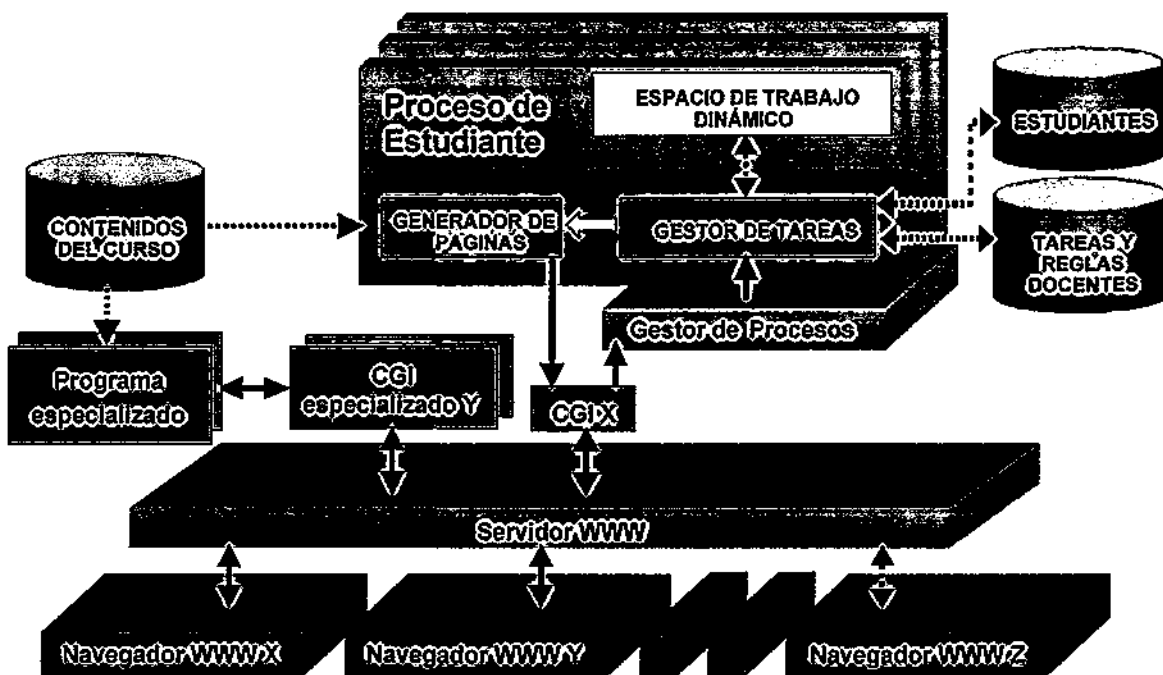 ESPACIO DE TRABAJO
DINÁMICO
Proceso de
Estudiante
ESTUDIANTES
CONTENIDOS
DEL CURSO
GENERADOR DE
PAGINAS
GESTOR DE TAREAS
TAREAS Y
REGLAS
DOCENTES
Gestor de Procesos
Programa
especializado
CGI
especializado Y
CGI X
Servidor WWW
Navegador WWW X
Navegador WWW Y
Navegador WWW Z